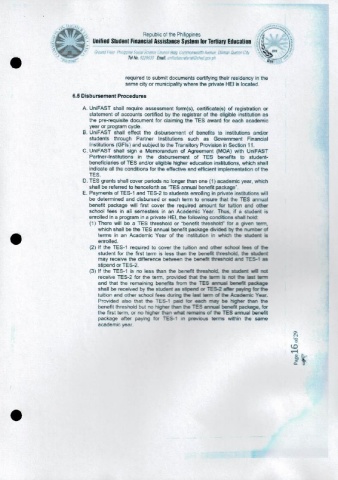 Republic of the Philippines
Unified Student Financial Assistance System for Tertiary Education
required to submit documents certifying their residency in the
same city or municipality where the private HEI is located.
6.8 Disbursement Procedures
A. UniFAST shall require assessment form(s), certificate(s) of registration or
statement of accounts certified by the registrar of the eligible institution as
the pre-requisite document for claiming the TES award for each academic
year or program cycle.
B. UniFAST shall effect the disbursement of benefits to institutions and/or
students through Partner Institutions such as Government Financial
Institutions (GFIs) and subject to the Transitory Provision in Section 11.
C. UniFAST shall sign a Memorandum of Agreement (MOA) with UniFAST
Partner-Institutions in the disbursement of TES benefits to student-
beneficiaries of TES and/or eligible higher education institutions, which shall
indicate all the conditions for the effective and efficient implementation of the
TES.
D. TES grants shall cover periods no longer than one (1) academic year, which
shall be referred to henceforth as "TES annual benefit package".
E. Payments of TES-1 and TES-2 to students enrolling in private institutions will
be determined and disbursed or each term to ensure that the TES annual
benefit package will first cover the required amount for tuition and other
school fees in all semesters in an Academic Year. Thus, if a student is
enrolled in a program in a private HEI, the following conditions shall hold:
(1) There will be a TES threshold or "benefit threshold" for a given term,
which shall be the TES annual benefit package divided by the number of
terms in an Academic Year of the institution in which the student is
enrolled.
(2) If the TES-1 required to cover the tuition and other school fees of the
student for the first term is less than the benefit threshold, the student
may receive the difference between the benefit threshold and TES-1 as
stipend or TES-2.
(3) If the TES-1 is no less than the benefit threshold, the student will not
receive TES-2 for the term, provided that the term is not the last term
and that the remaining benefits from the TES annual benefit package
shall be received by the student as stipend or TES-2 after paying for the
tuition and other school fees during the last term of the Academic Year.
Provided also that the TES-1 paid for each may be higher than the
benefit threshold but no higher than the TES annual benefit package, for
the first term, or no higher than what remains of the TES annual benefit
package after paying for TES-1 in previous terms within the same
academic year.
Page 16 of 29